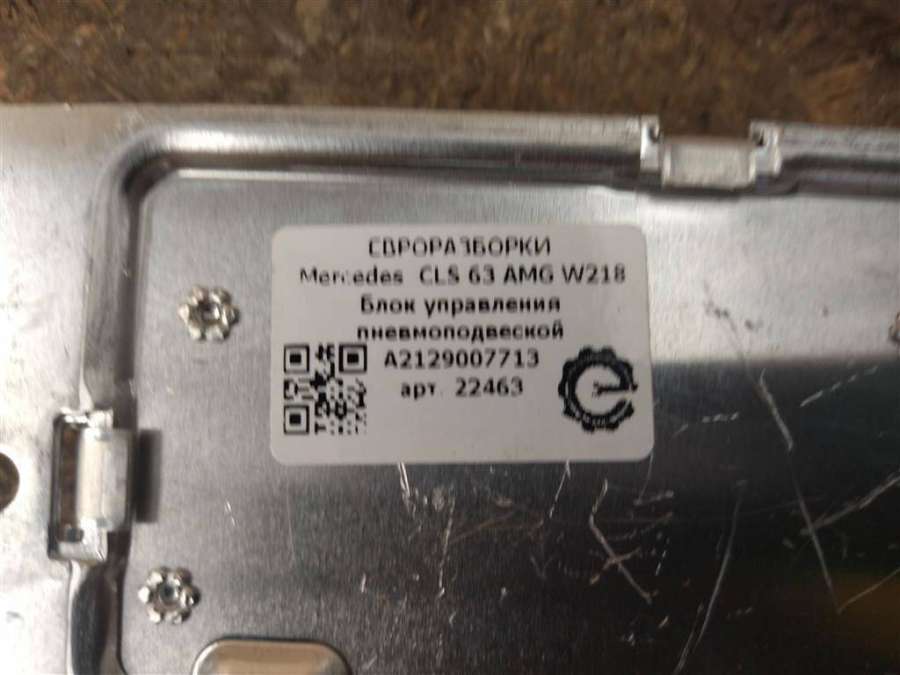 ЕВРОРАЗБОРКИ
Mercedes CLS 63 AMG W218
Блок управления
пневмоподвеской
A2129007713
арт. 22463